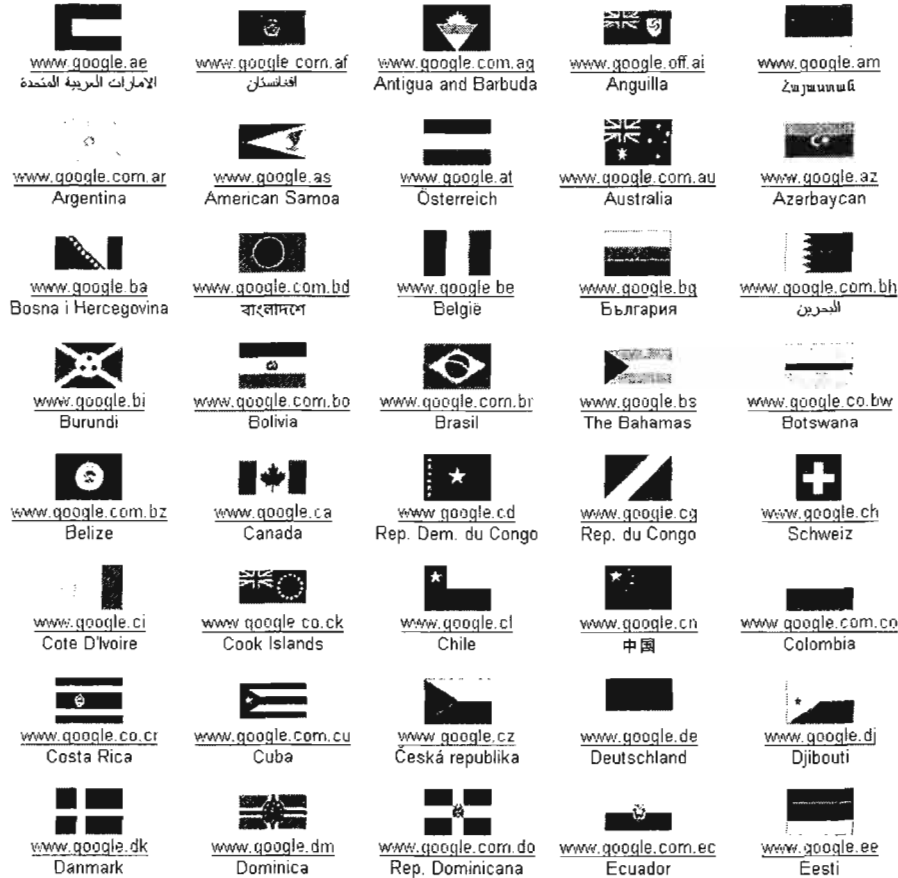 www.google.ae www.google.com.af www.google.com.ag www.google.off.ai www.google.am
الامارات العربية المتحدة افغانستان Antigua and Barbuda Anguilla Հայաստան
www.google.com.ar www.google.as www.google.at www.google.com.au www.google.az
Argentina American Samoa Österreich Australia Azərbaycan
www.google.ba www.google.com.bd www.google.be www.google.bg www.google.com.bh
Bosna i Hercegovina বাংলাদেশ België България البحرين
www.google.bi www.google.com.bo www.google.com.br www.google.bs www.google.co.bw
Burundi Bolivia Brasil The Bahamas Botswana
www.google.com.bz www.google.ca www.google.cd www.google.cg www.google.ch
Belize Canada Rep. Dem. du Congo Rep. du Congo Schweiz
www.google.ci www.google.co.ck www.google.cl www.google.cn www.google.com.co
Cote D'Ivoire Cook Islands Chile 中国 Colombia
www.google.co.cr www.google.com.cu www.google.cz www.google.de www.google.dj
Costa Rica Cuba Česká republika Deutschland Djibouti
www.google.dk www.google.dm www.google.com.do www.google.com.ec www.google.ee
Danmark Dominica Rep. Dominicana Ecuador Eesti